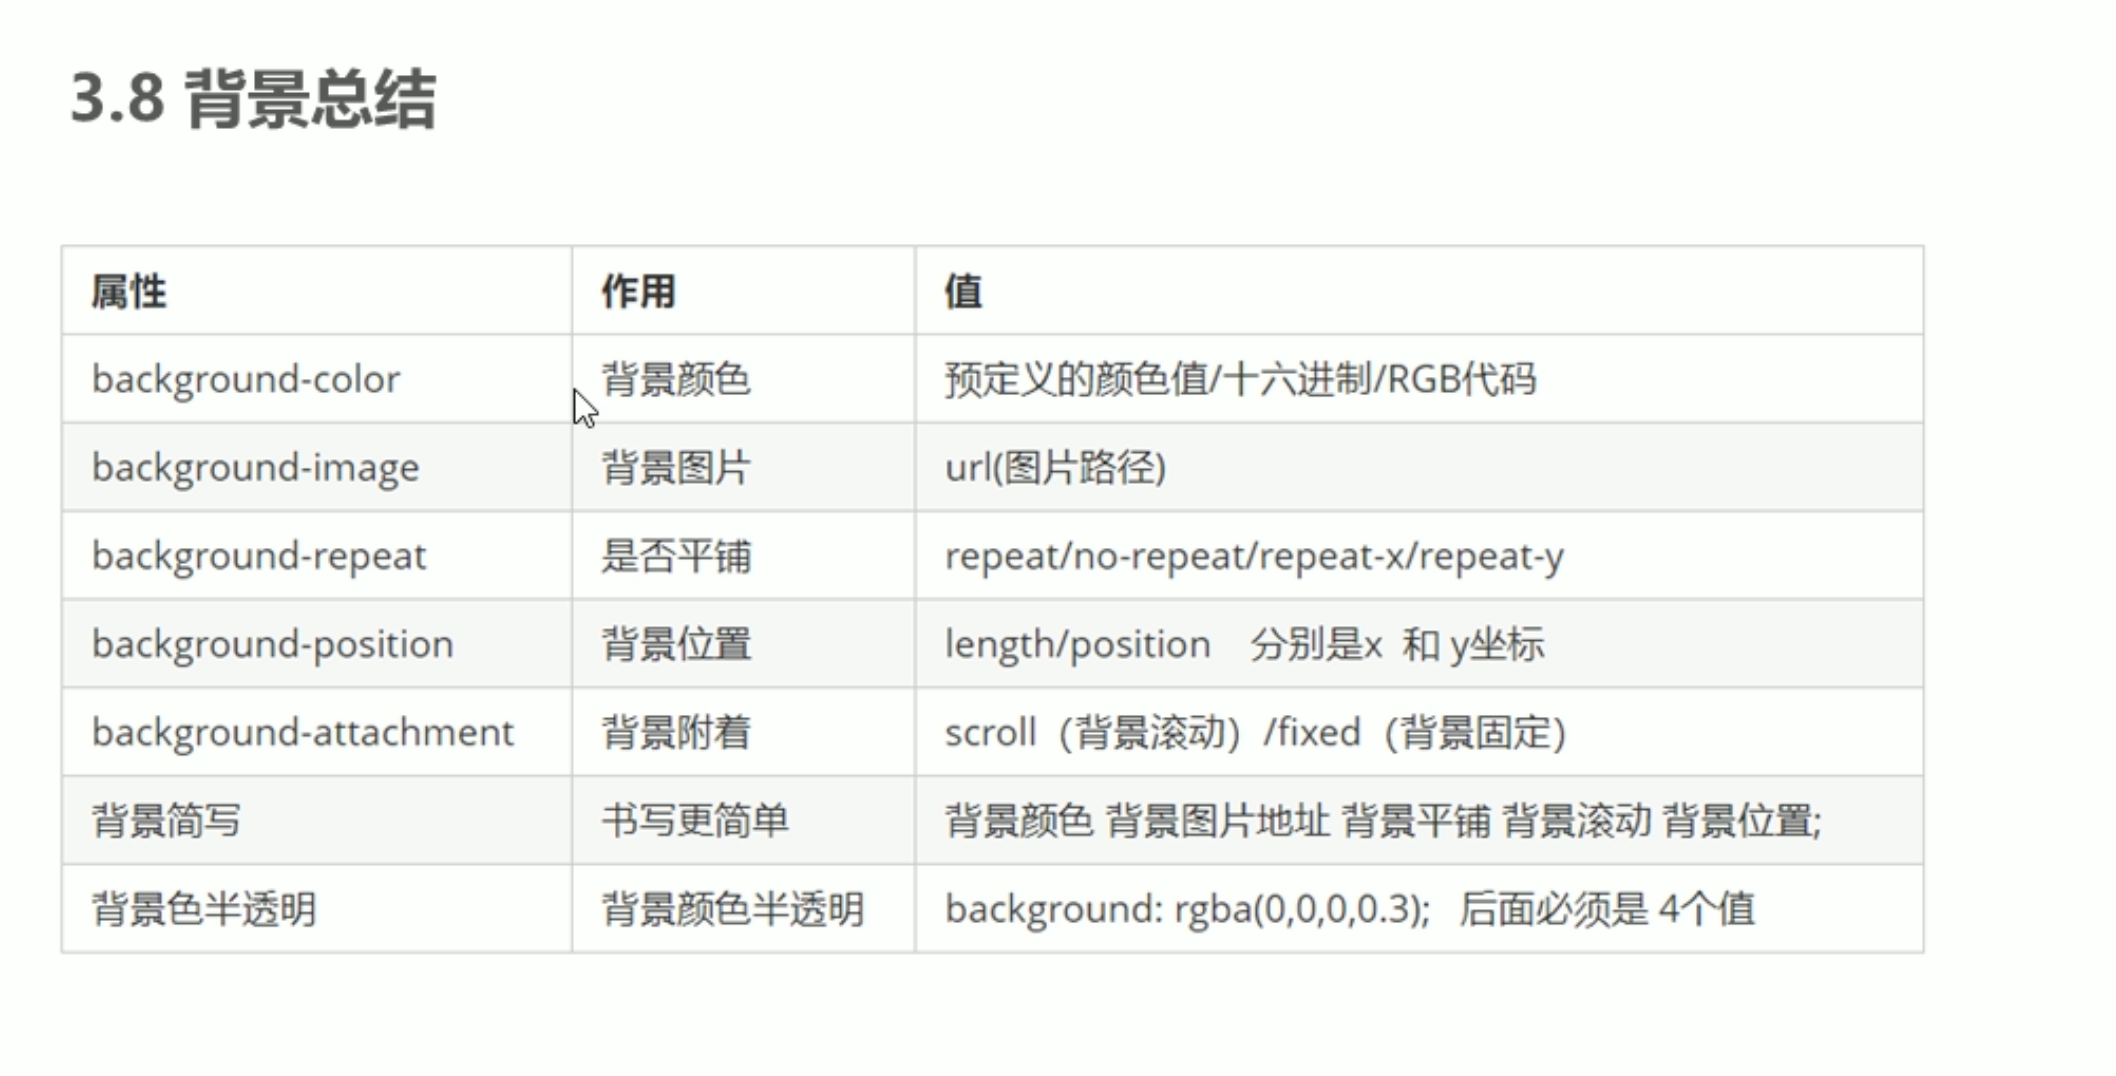 3.8 背景总结
属性 作用 值
background-color 背景颜色 预定义的颜色值/十六进制/RGB代码
background-image 背景图片 url(图片路径)
background-repeat 是否平铺 repeat/no-repeat/repeat-x/repeat-y
background-position 背景位置 length/position 分别是x 和 y坐标
background-attachment 背景附着 scroll（背景滚动）/fixed（背景固定）
背景简写 书写更简单 背景颜色 背景图片地址 背景平铺 背景滚动 背景位置;
背景色半透明 背景颜色半透明 background: rgba(0,0,0,0.3); 后面必须是 4个值